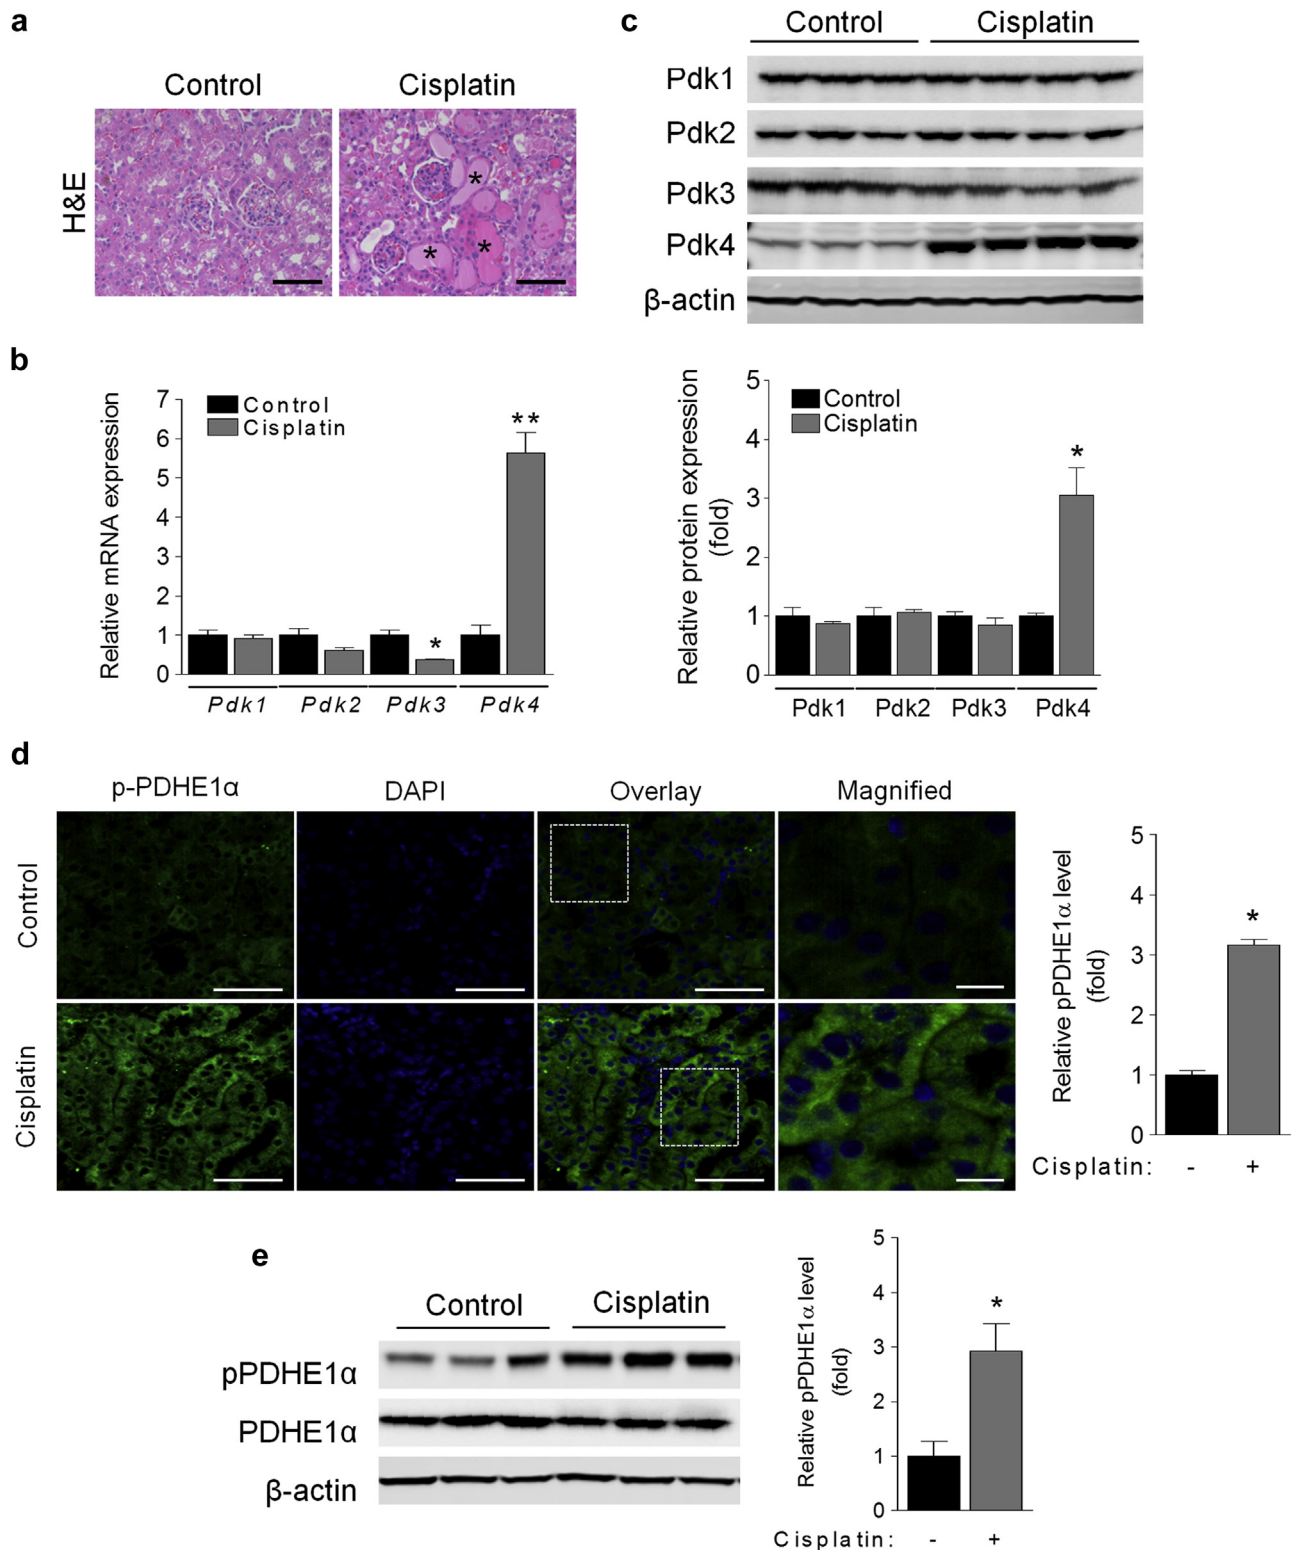 a
Control
Cisplatin
H&E
*
*
*
c
Control
Cisplatin
Pdk1
Pdk2
Pdk3
Pdk4
β-actin
b
Relative mRNA expression
7
6
5
4
3
2
1
0
Control
Cisplatin
*
**
Pdk1
Pdk2
Pdk3
Pdk4
Relative protein expression
(fold)
5
4
3
2
1
0
Control
Cisplatin
*
Pdk1
Pdk2
Pdk3
Pdk4
d
p-PDHE1α
DAPI
Overlay
Magnified
Control
Cisplatin
Relative pPDHE1α level
(fold)
5
4
3
2
1
0
*
Cisplatin: - +
e
Control
Cisplatin
pPDHE1α
PDHE1α
β-actin
Relative pPDHE1α level
(fold)
5
4
3
2
1
0
*
Cisplatin: - +